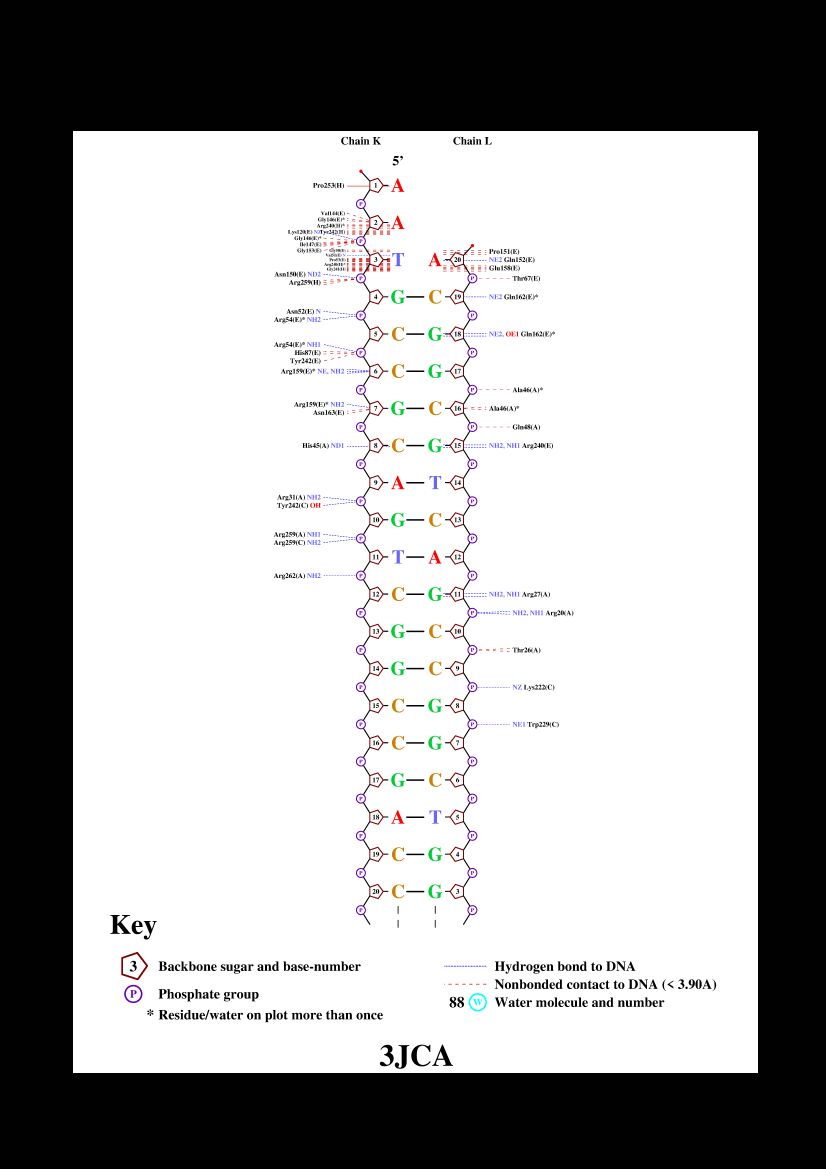 Chain K Chain L
5'
Pro253(H) 1 A
P
Val144(E)
Gly146(E)*
Arg240(H)*
2 A
Lys120(E) Tyr242(H)
Gly146(E)*
P
Ile147(E)
Gly153(E)
Pro151(E)
3 T A 20 NE2 Gln152(E)
Gln158(E)
Asn150(E) ND2
P P Thr67(E)
Arg259(H)
4 G C 19 NE2 Gln162(E)*
Asn52(E) N
P P
Arg54(E)* NH2
5 C G 18 NE2, OE1 Gln162(E)*
Arg54(E)* NH1
His87(E) P P
Tyr242(E)
Arg159(E)* NE, NH2 6 C G 17
P P Ala46(A)*
Arg159(E)* NH2
7 G C 16 Ala46(A)*
Asn163(E)
P P Gln48(A)
His45(A) ND1 8 C G 15 NH2, NH1 Arg240(E)
P P
9 A T 14
Arg31(A) NH2
P P
Tyr242(C) OH
10 G C 13
Arg259(A) NH1
P P
Arg259(C) NH2
11 T A 12
Arg262(A) NH2 P P
12 C G 11 NH2, NH1 Arg27(A)
P P NH2, NH1 Arg20(A)
13 G C 10
P P Thr26(A)
14 G C 9
P P NZ Lys222(C)
15 C G 8
P P NE1 Trp229(C)
16 C G 7
P P
17 G C 6
P P
18 A T 5
P P
19 C G 4
P P
20 C G 3
P P
Key
3 Backbone sugar and base-number
P Phosphate group
* Residue/water on plot more than once
Hydrogen bond to DNA
Nonbonded contact to DNA (< 3.90A)
88 W Water molecule and number
3JCA